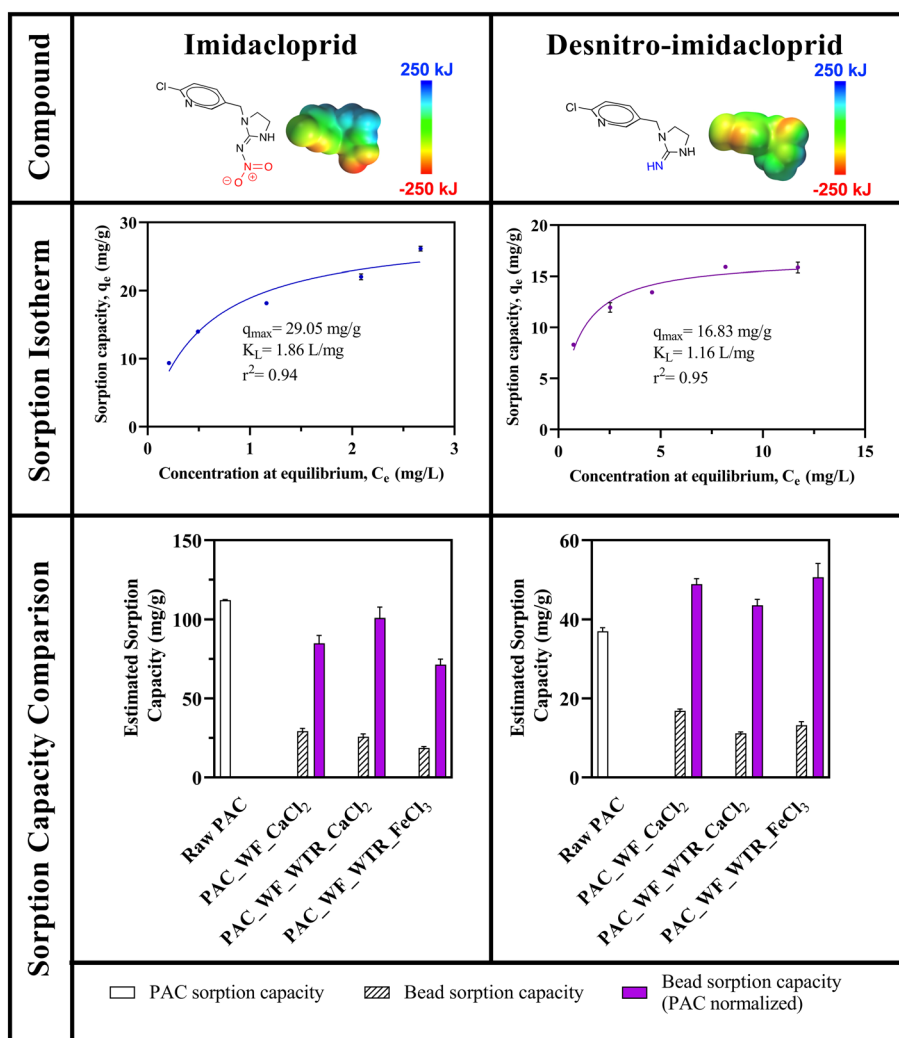 Compound
Imidacloprid
Cl
N
N
NH
N
N
O
O
⊖
⊕
250 kJ
-250 kJ
Desnitro-imidacloprid
Cl
N
N
NH
HN
250 kJ
-250 kJ
Sorption Isotherm
Sorption capacity, qₑ (mg/g)
30
20
10
0
q_max= 29.05 mg/g
K_L= 1.86 L/mg
r²= 0.94
0 1 2 3
Concentration at equilibrium, Cₑ (mg/L)
Sorption capacity, qₑ (mg/g)
20
15
10
5
0
q_max= 16.83 mg/g
K_L= 1.16 L/mg
r²= 0.95
0 5 10 15
Concentration at equilibrium, Cₑ (mg/L)
Sorption Capacity Comparison
Estimated Sorption
Capacity (mg/g)
150
100
50
0
Raw PAC
PAC_WF_CaCl₂
PAC_WF_WTR_CaCl₂
PAC_WF_WTR_FeCl₃
Estimated Sorption
Capacity (mg/g)
60
40
20
0
Raw PAC
PAC_WF_CaCl₂
PAC_WF_WTR_CaCl₂
PAC_WF_WTR_FeCl₃
PAC sorption capacity
Bead sorption capacity
Bead sorption capacity
(PAC normalized)